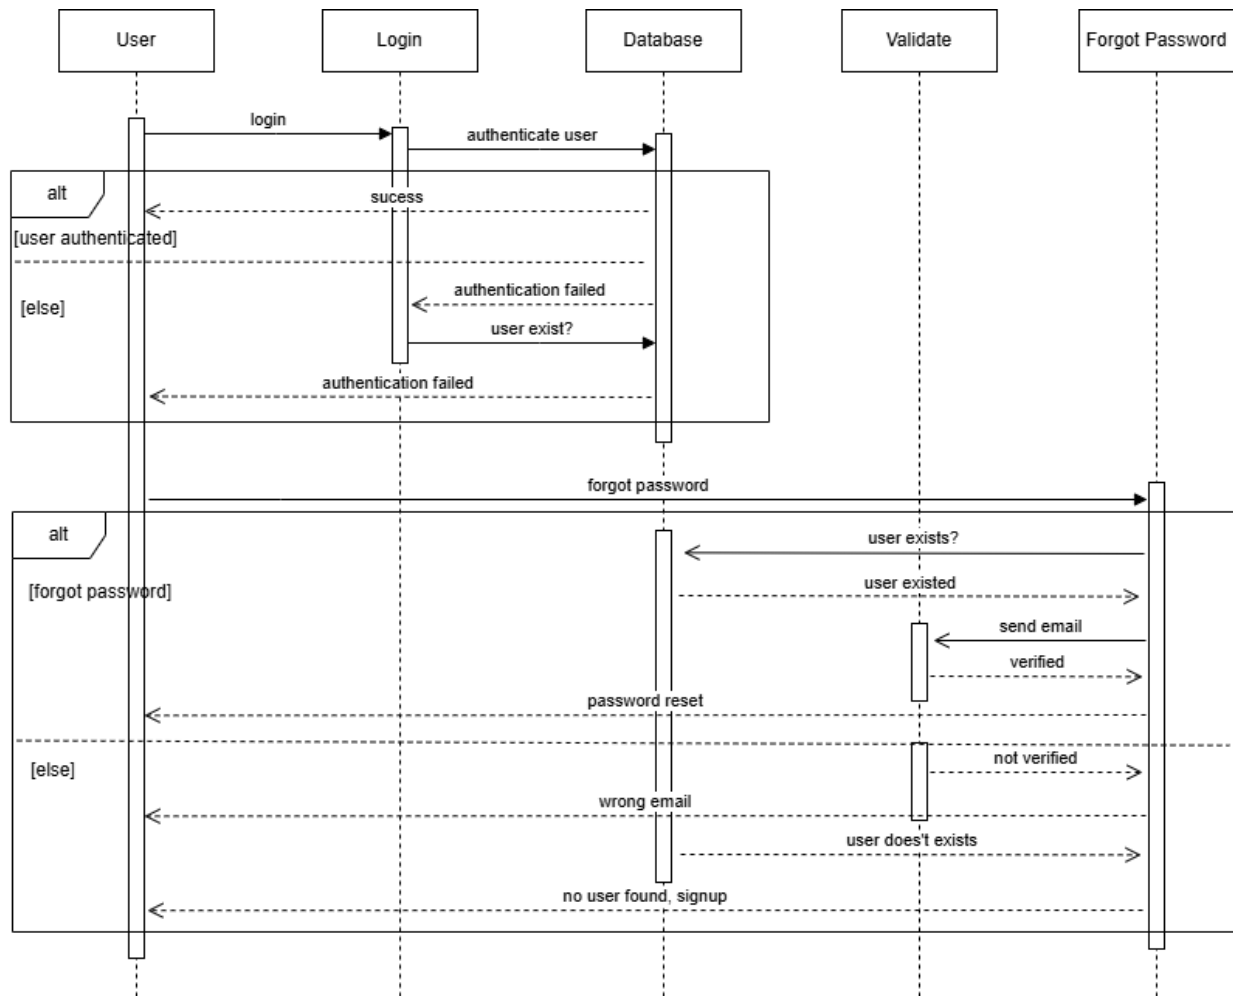 User
Login
Database
Validate
Forgot Password
login
authenticate user
alt
sucess
[user authenticated]
authentication failed
[else]
user exist?
authentication failed
forgot password
alt
user exists?
[forgot password]
user existed
send email
verified
password reset
not verified
[else]
wrong email
user does't exists
no user found, signup